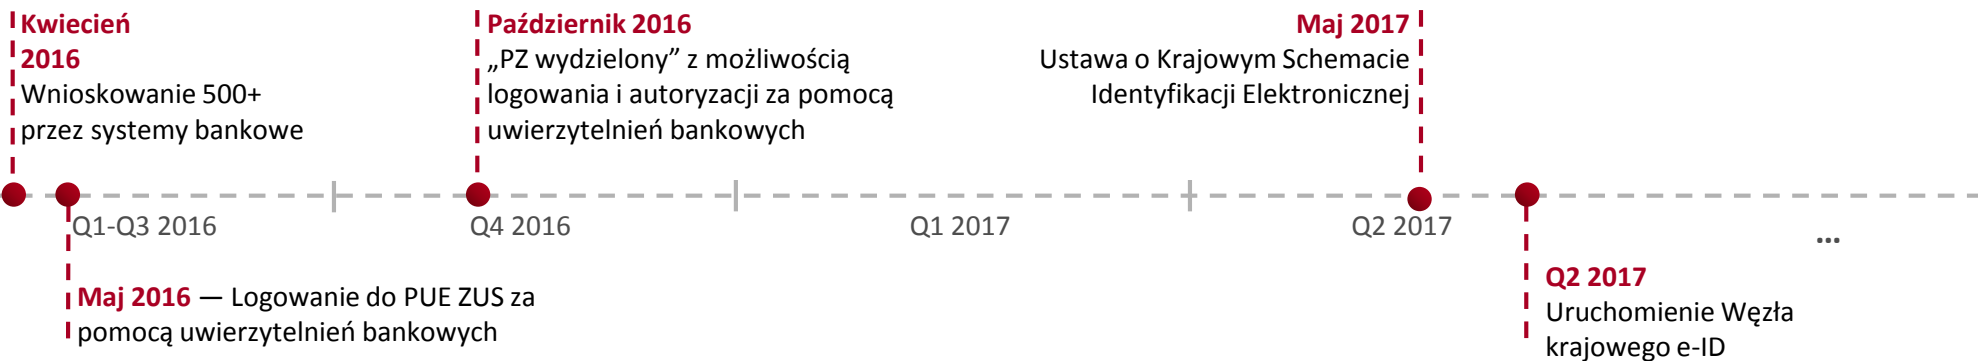 Kwiecień
2016
Wnioskowanie 500+
przez systemy bankowe
Październik 2016
„PZ wydzielony” z możliwością
logowania i autoryzacji za pomocą
uwierzytelnień bankowych
Maj 2017
Ustawa o Krajowym Schemacie
Identyfikacji Elektronicznej
Q1-Q3 2016
Q4 2016
Q1 2017
Q2 2017
...
Maj 2016 — Logowanie do PUE ZUS za
pomocą uwierzytelnień bankowych
Q2 2017
Uruchomienie Węzła
krajowego e-ID